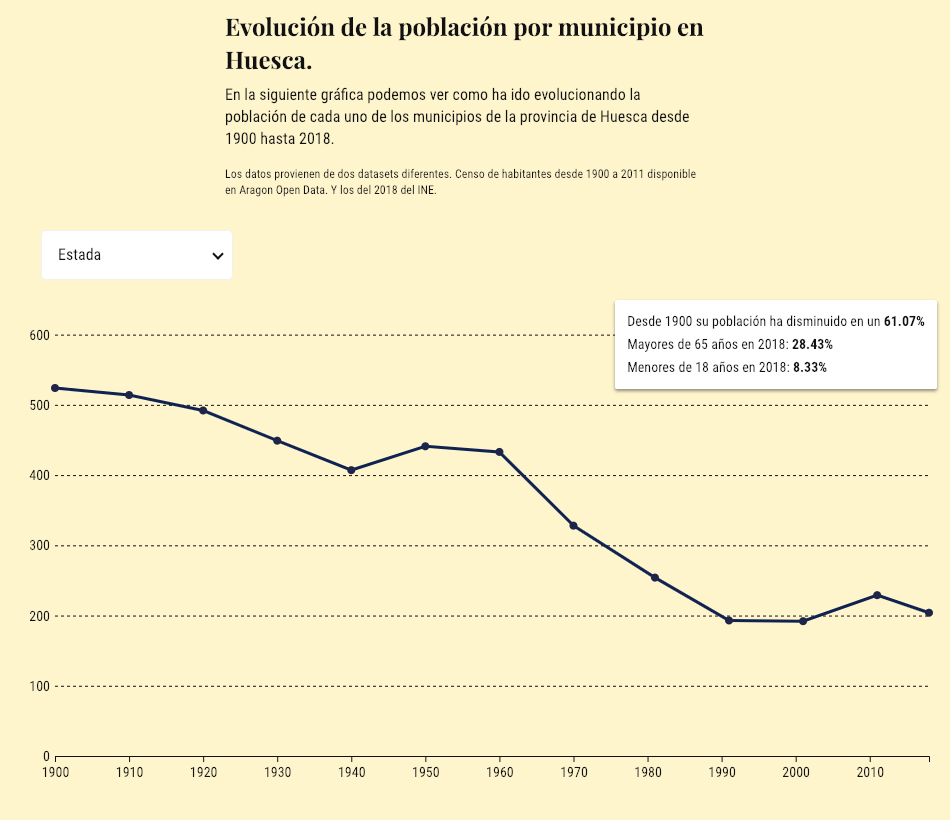 Evolución de la población por municipio en
Huesca.
En la siguiente gráfica podemos ver como ha ido evolucionando la
población de cada uno de los municipios de la provincia de Huesca desde
1900 hasta 2018.
Los datos provienen de dos datasets diferentes. Censo de habitantes desde 1900 a 2011 disponible
en Aragon Open Data. Y los del 2018 del INE.
Estada
Desde 1900 su población ha disminuido en un 61.07%
Mayores de 65 años en 2018: 28.43%
Menores de 18 años en 2018: 8.33%
600
500
400
300
200
100
0
1900 1910 1920 1930 1940 1950 1960 1970 1980 1990 2000 2010